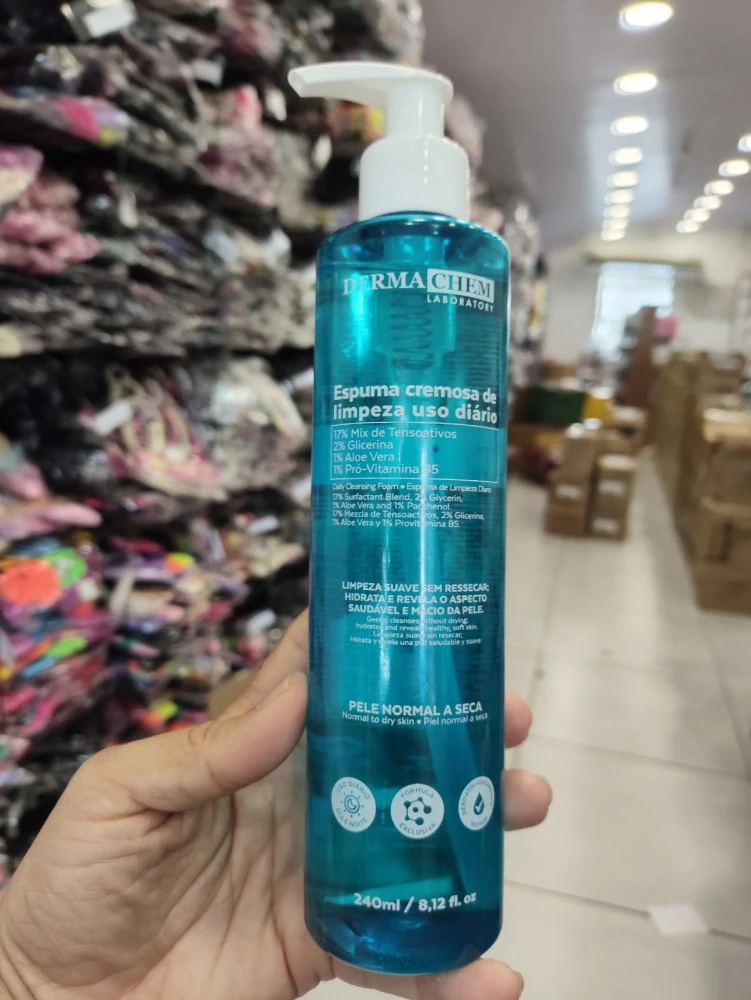 DERMACHEM
LABORATORY
Espuma cremosa de
limpeza uso diário
17% Mix de Tensoativos
2% Glicerina
1% Aloe Vera
1% Pró-Vitamina B5
Daily Cleansing Foam • Espuma de Limpieza Diario
17% Surfactant Blend, 2% Glycerin,
1% Aloe Vera and 1% Panthenol
17% Mezcla de Tensoactivos, 2% Glicerina,
1% Aloe Vera y 1% Provitamina B5.
LIMPEZA SUAVE SEM RESSECAR;
HIDRATA E REVELA O ASPECTO
SAUDÁVEL E MACIO DA PELE.
Gently cleanses without drying;
hydrates and reveals healthy, soft skin.
Limpieza suave sin resecar;
hidrata y revela una piel saludable y suave.
PELE NORMAL A SECA
Normal to dry skin • Piel normal a seca
USO DIÁRIO
DIA E NOITE
FÓRMULA
EXCLUSIVA
240ml / 8,12 fl. oz